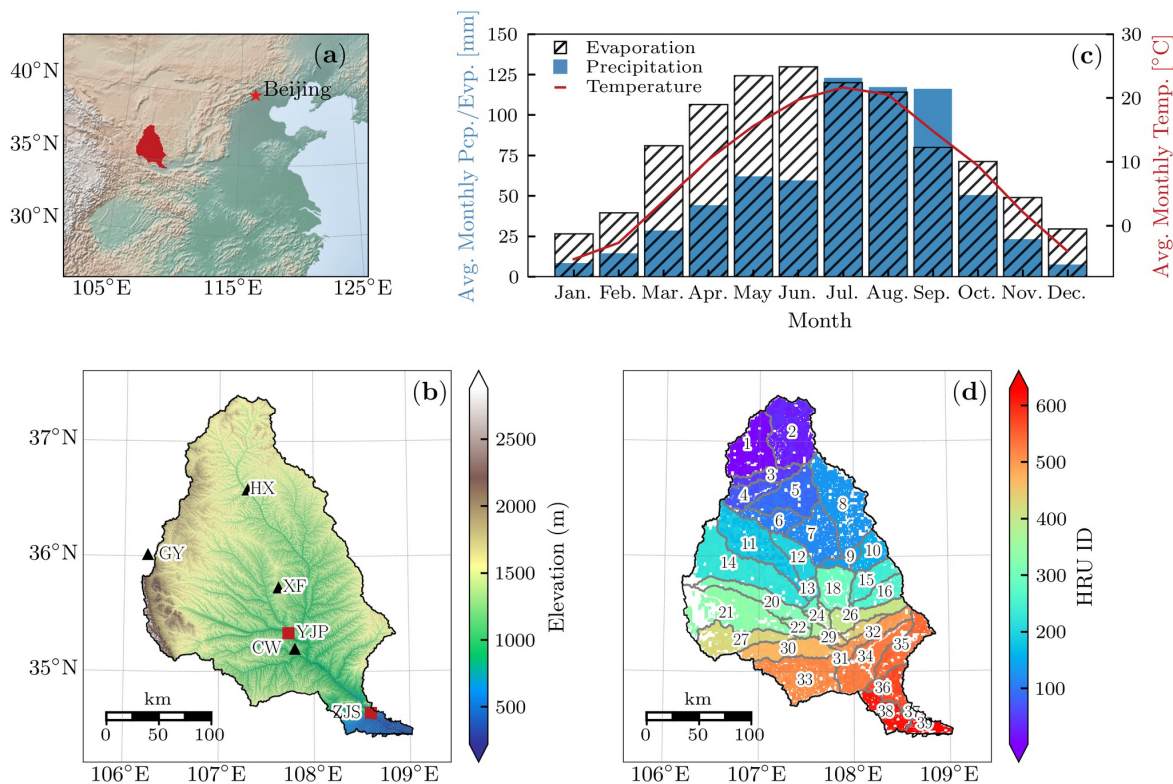 (a)
40°N
35°N
30°N
105°E 115°E 125°E
Beijing
Avg. Monthly Pcp./Evp. [mm]
150
125
100
75
50
25
0
Evaporation
Precipitation
Temperature
(c)
30
20
10
0
Avg. Monthly Temp. [°C]
Jan. Feb. Mar. Apr. May Jun. Jul. Aug. Sep. Oct. Nov. Dec.
Month
(b)
37°N
36°N
35°N
HX
GY
XF
YJP
CW
ZJS
km
0 50 100
106°E 107°E 108°E 109°E
2500
2000
1500
1000
500
Elevation (m)
(d)
37°N
36°N
35°N
1
2
3
4
5
6
7
8
9
10
11
12
13
14
15
16
18
20
21
22
24
26
27
29
30
31
32
33
34
35
36
38
39
km
0 50 100
106°E 107°E 108°E 109°E
600
500
400
300
200
100
HRU ID